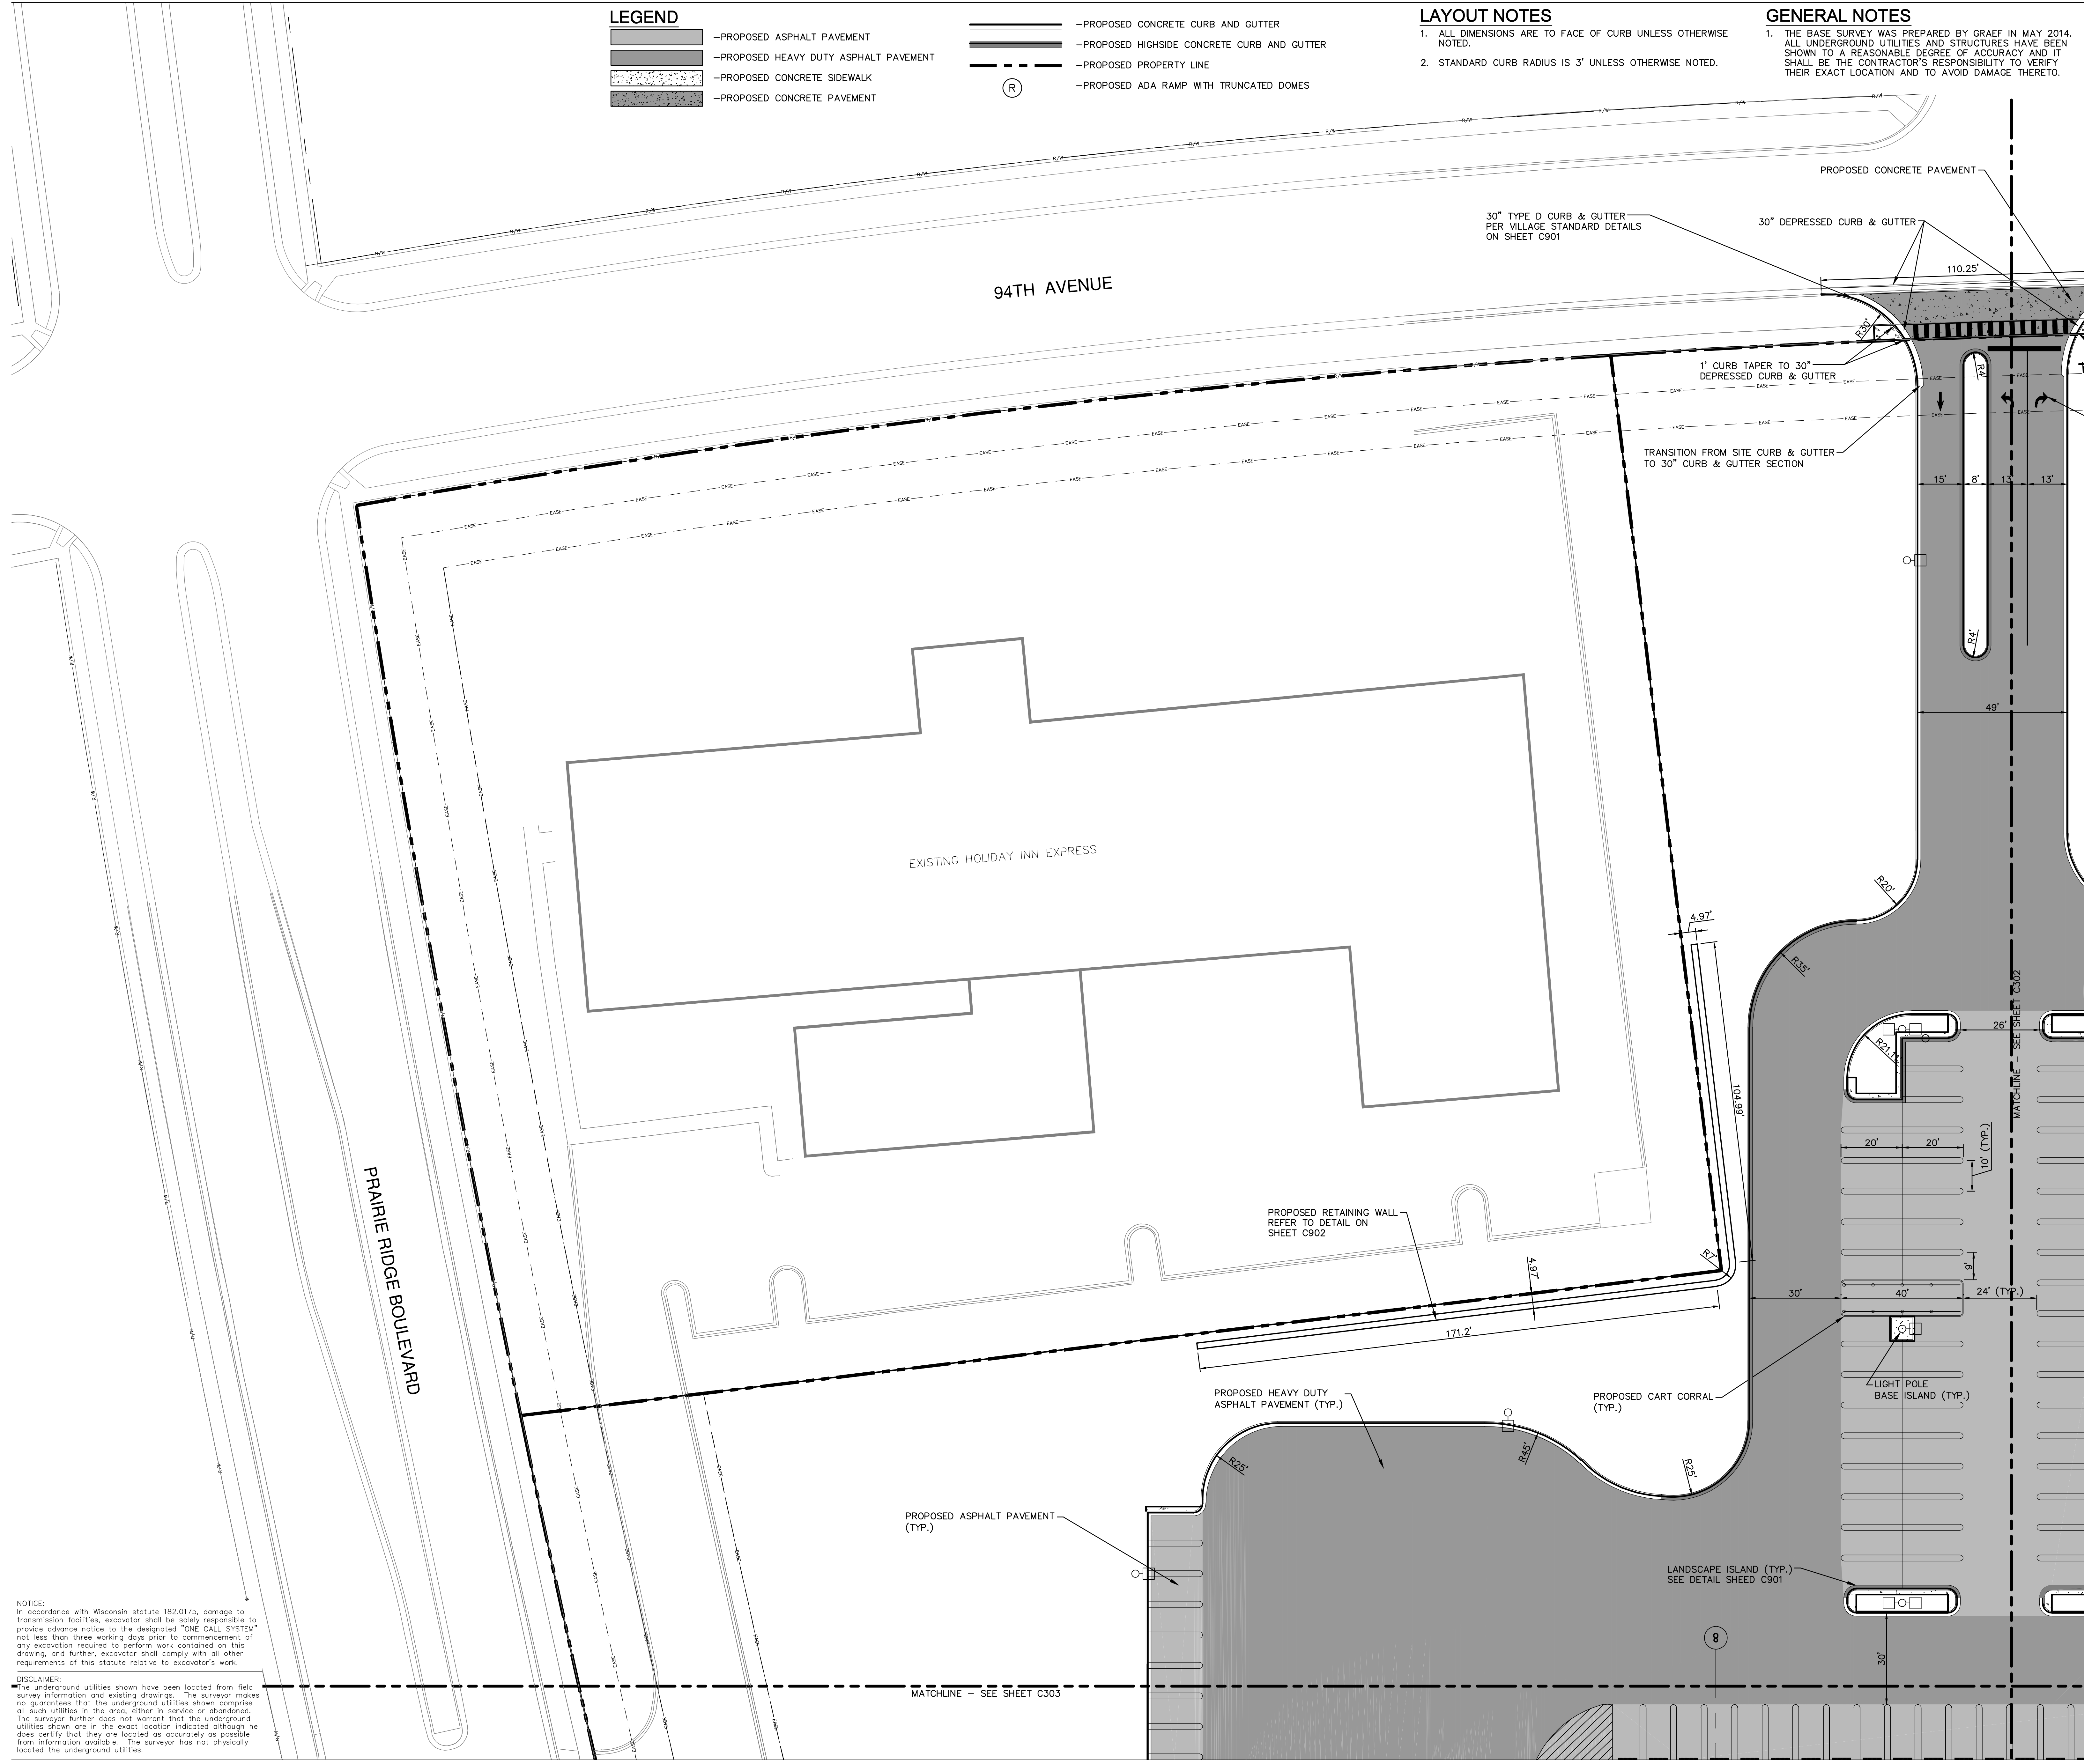 LEGEND
—PROPOSED ASPHALT PAVEMENT
—PROPOSED HEAVY DUTY ASPHALT PAVEMENT
—PROPOSED CONCRETE SIDEWALK
—PROPOSED CONCRETE PAVEMENT
—PROPOSED CONCRETE CURB AND GUTTER
—PROPOSED HIGHSIDE CONCRETE CURB AND GUTTER
—PROPOSED PROPERTY LINE
R
—PROPOSED ADA RAMP WITH TRUNCATED DOMES
LAYOUT NOTES
1. ALL DIMENSIONS ARE TO FACE OF CURB UNLESS OTHERWISE
NOTED.
2. STANDARD CURB RADIUS IS 3' UNLESS OTHERWISE NOTED.
GENERAL NOTES
1. THE BASE SURVEY WAS PREPARED BY GRAEF IN MAY 2014.
ALL UNDERGROUND UTILITIES AND STRUCTURES HAVE BEEN
SHOWN TO A REASONABLE DEGREE OF ACCURACY AND IT
SHALL BE THE CONTRACTOR'S RESPONSIBILITY TO VERIFY
THEIR EXACT LOCATION AND TO AVOID DAMAGE THERETO.
PROPOSED CONCRETE PAVEMENT
30" TYPE D CURB & GUTTER
PER VILLAGE STANDARD DETAILS
ON SHEET C901
30" DEPRESSED CURB & GUTTER
110.25'
94TH AVENUE
R30'
1' CURB TAPER TO 30"
DEPRESSED CURB & GUTTER
R4'
TRANSITION FROM SITE CURB & GUTTER
TO 30" CURB & GUTTER SECTION
15'
8'
13'
13'
R4'
49'
EXISTING HOLIDAY INN EXPRESS
R20'
4.97'
R35'
MATCHLINE — SEE SHEET C302
26'
R21.11'
104.99'
20'
20'
10' (TYP.)
PRAIRIE RIDGE BOULEVARD
PROPOSED RETAINING WALL
REFER TO DETAIL ON
SHEET C902
R7'
4.97'
9'
30'
40'
24' (TYP.)
171.2'
PROPOSED HEAVY DUTY
ASPHALT PAVEMENT (TYP.)
PROPOSED CART CORRAL
(TYP.)
LIGHT POLE
BASE ISLAND (TYP.)
R25'
R45'
R25'
PROPOSED ASPHALT PAVEMENT
(TYP.)
LANDSCAPE ISLAND (TYP.)
SEE DETAIL SHEED C901
8
30'
MATCHLINE — SEE SHEET C303
NOTICE:
In accordance with Wisconsin statute 182.0175, damage to
transmission facilities, excavator shall be solely responsible to
provide advance notice to the designated "ONE CALL SYSTEM"
not less than three working days prior to commencement of
any excavation required to perform work contained on this
drawing, and further, excavator shall comply with all other
requirements of this statute relative to excavator's work.
DISCLAIMER:
The underground utilities shown have been located from field
survey information and existing drawings. The surveyor makes
no guarantees that the underground utilities shown comprise
all such utilities in the area, either in service or abandoned.
The surveyor further does not warrant that the underground
utilities shown are in the exact location indicated although he
does certify that they are located as accurately as possible
from information available. The surveyor has not physically
located the underground utilities.